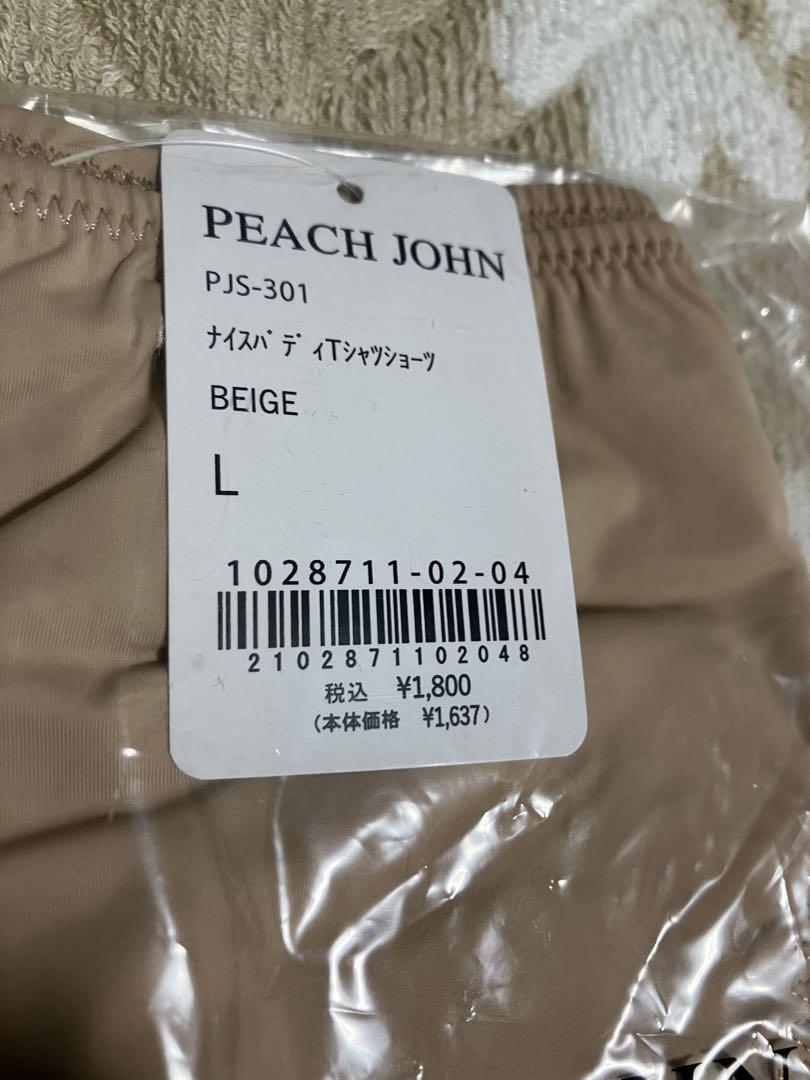 PEACH JOHN
PJS-301
ﾅｲｽﾊﾞﾃﾞｨTｼｬﾂｼｮｰﾂ
BEIGE
L
1028711-02-04
2102871102048
税込 ¥1,800
(本体価格 ¥1,637)